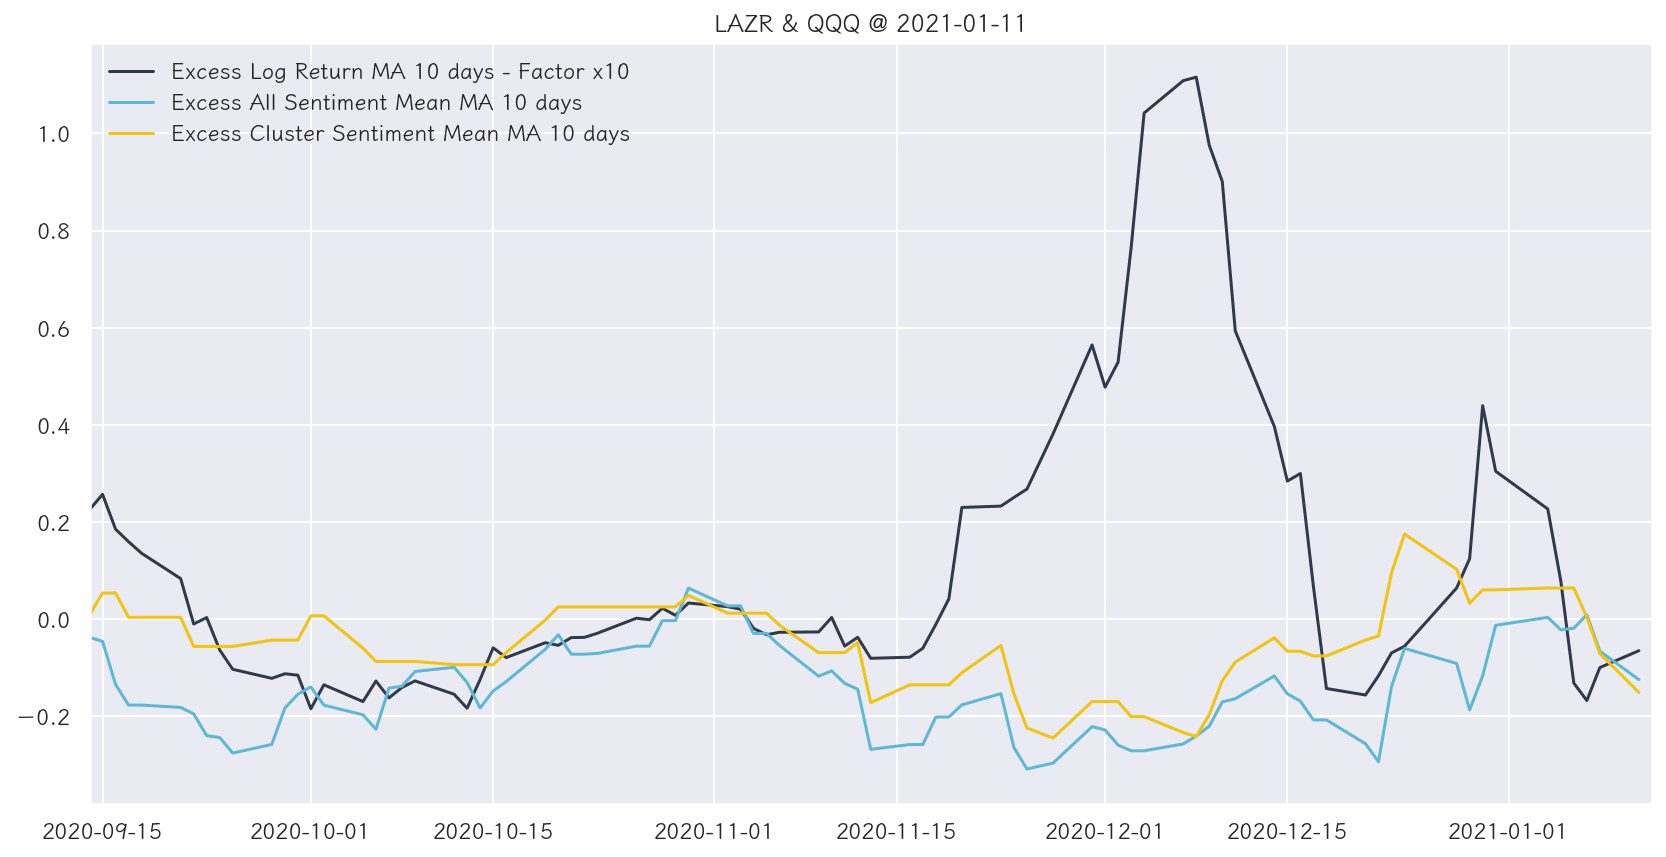 LAZR & QQQ @ 2021-01-11
Excess Log Return MA 10 days - Factor x10
Excess All Sentiment Mean MA 10 days
Excess Cluster Sentiment Mean MA 10 days
1.0
0.8
0.6
0.4
0.2
0.0
−0.2
2020-09-15 2020-10-01 2020-10-15 2020-11-01 2020-11-15 2020-12-01 2020-12-15 2021-01-01